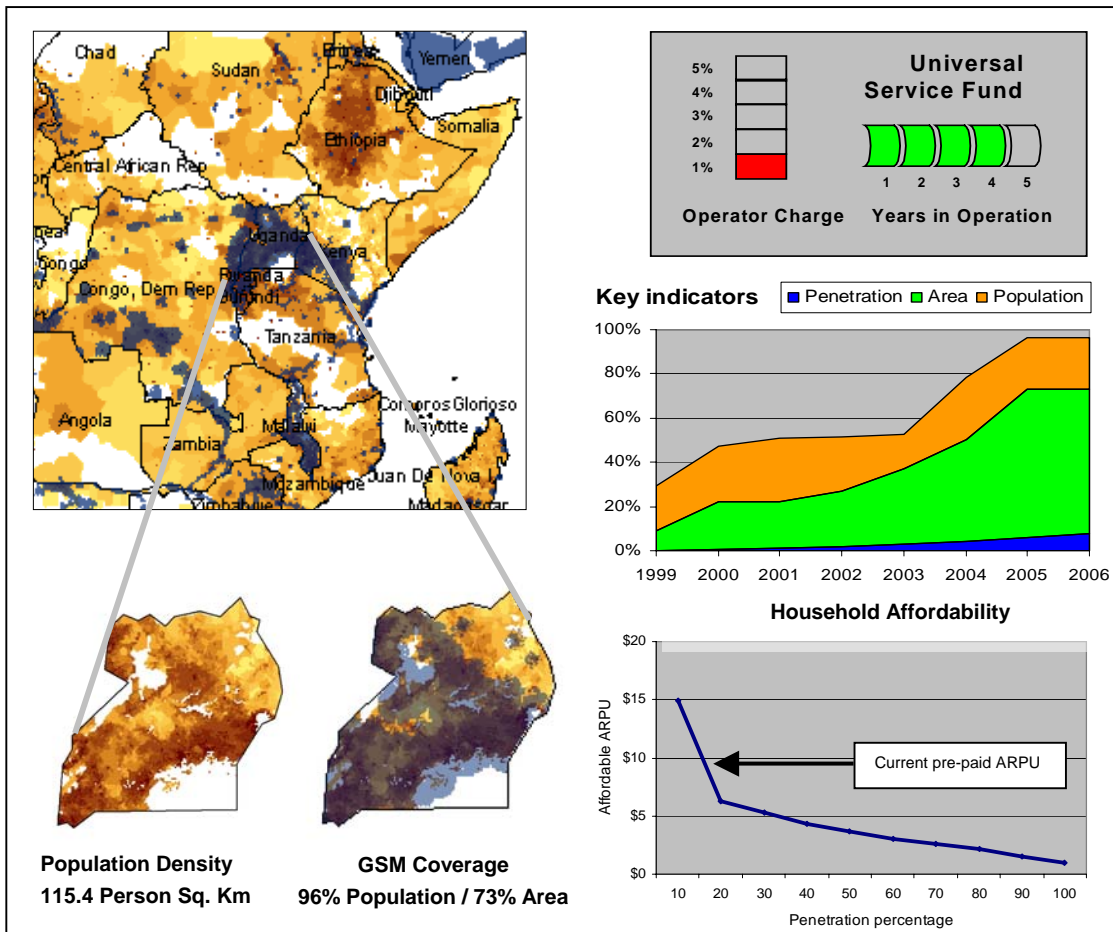 Chad
Sudan
Eritrea
Yemen
Djibouti
Ethiopia
Somalia
Central African Rep
Uganda
Kenya
Congo
Rwanda
Congo, Dem Rep
Burundi
Tanzania
Angola
Comoros Glorioso
Mayotte
Zambia
Malawi
Mozambique
Juan De Nova I
Zimbabwe
Madagascar
Population Density
115.4 Person Sq. Km
GSM Coverage
96% Population / 73% Area
5%
4%
3%
2%
1%
Operator Charge
Universal
Service Fund
1 2 3 4 5
Years in Operation
Key indicators
Penetration Area Population
100%
80%
60%
40%
20%
0%
1999 2000 2001 2002 2003 2004 2005 2006
Household Affordability
$20
$15
$10
$5
$0
Affordable ARPU
Current pre-paid ARPU
10 20 30 40 50 60 70 80 90 100
Penetration percentage